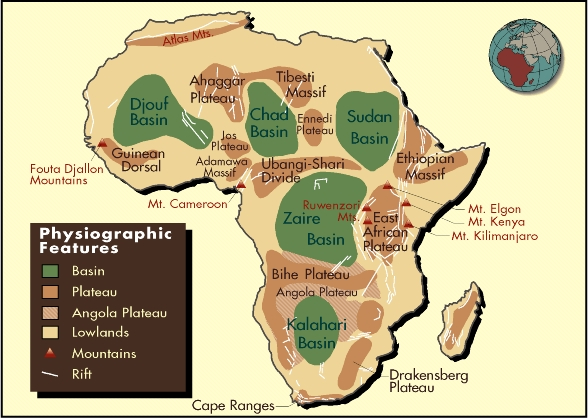 Atlas Mts.
Ahaggar
Plateau
Tibesti
Massif
Djouf
Basin
Chad
Basin
Ennedi
Plateau
Sudan
Basin
Jos
Plateau
Guinean
Dorsal
Adamawa
Massif
Ubangi-Shari
Divide
Ethiopian
Massif
Fouta Djallon
Mountains
Mt. Cameroon
Ruwenzori
Mts.
Zaire
Basin
East
African
Plateau
Mt. Elgon
Mt. Kenya
Mt. Kilimanjaro
Physiographic
Features
Basin
Plateau
Angola Plateau
Lowlands
Mountains
Rift
Bihe Plateau
Angola Plateau
Kalahari
Basin
Drakensberg
Plateau
Cape Ranges